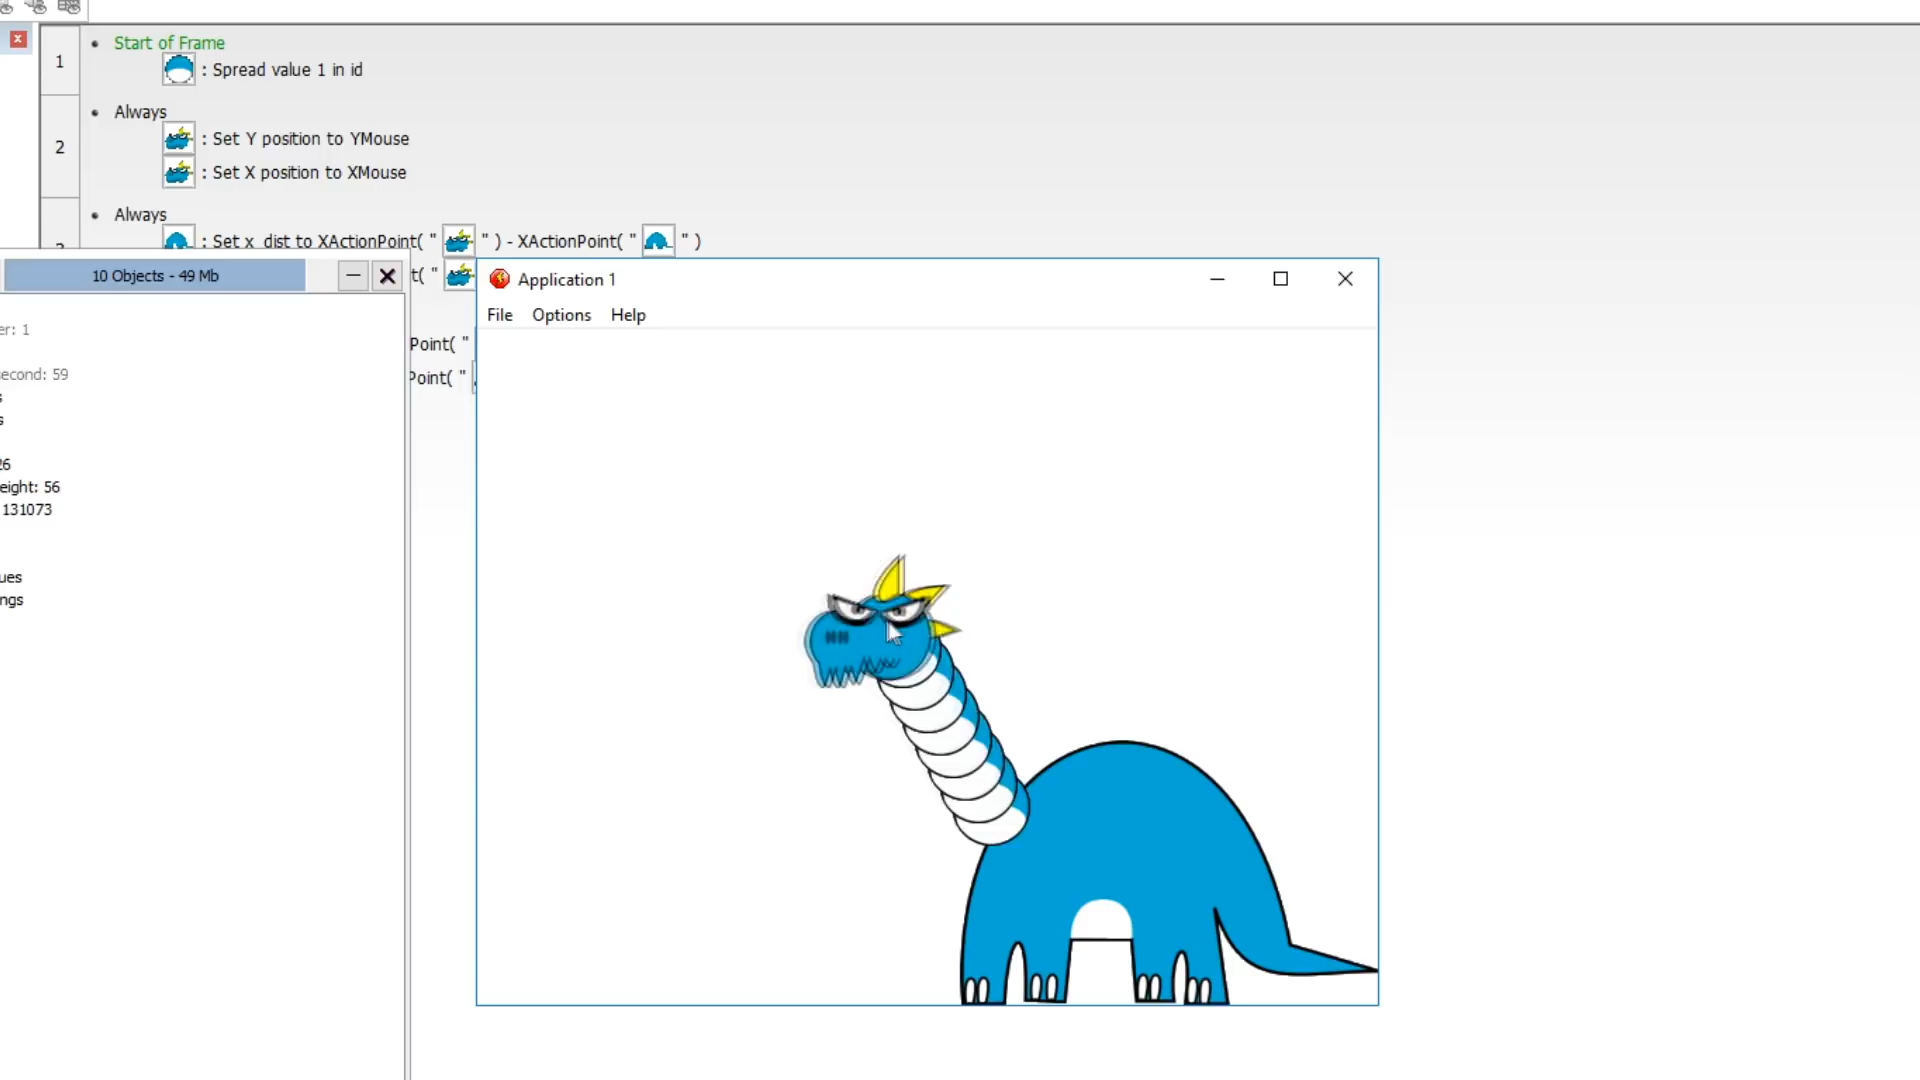 1
Start of Frame
: Spread value 1 in id
2
Always
: Set Y position to YMouse
: Set X position to XMouse
Always
: Set x dist to XActionPoint( " " ) - XActionPoint( " " )
t( "
Point( "
Point( "
10 Objects - 49 Mb
er: 1
econd: 59
s
s
26
eight: 56
131073
ues
ngs
Application 1
File Options Help